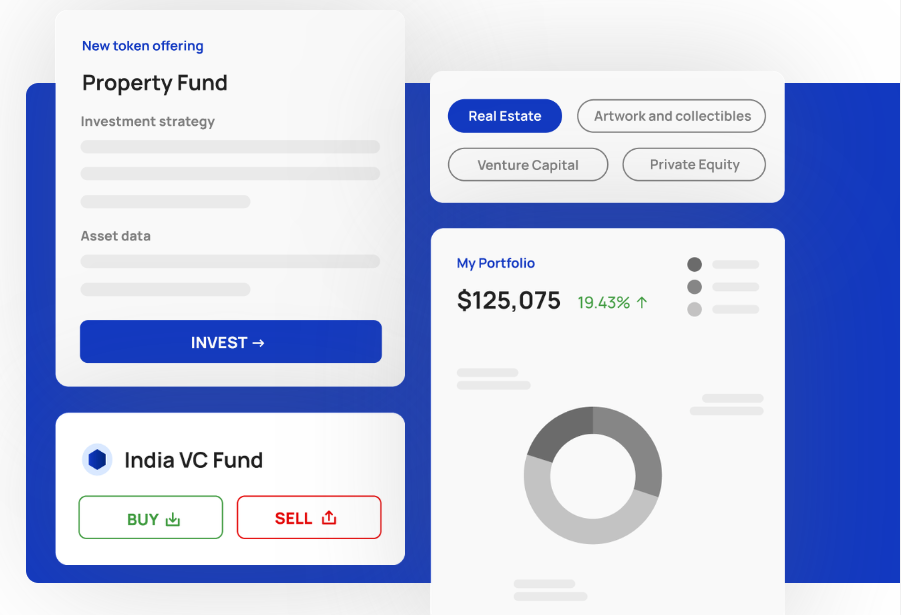 New token offering
Property Fund
Investment strategy
Asset data
INVEST →
India VC Fund
BUY
SELL
Real Estate
Artwork and collectibles
Venture Capital
Private Equity
My Portfolio
$125,075 19.43% ↑